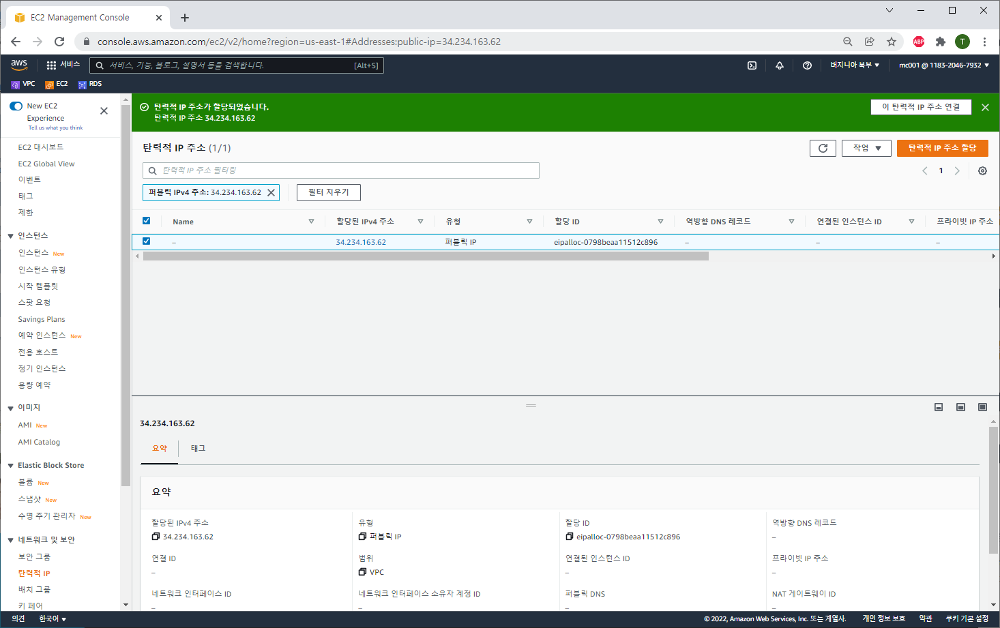 EC2 Management Console
console.aws.amazon.com/ec2/v2/home?region=us-east-1#Addresses:public-ip=34.234.163.62
ABP
T
aws
서비스
서비스, 기능, 블로그, 설명서 등을 검색합니다.
[Alt+S]
버지니아 북부
mc001 @ 1183-2046-7932
VPC
EC2
RDS
New EC2
Experience
Tell us what you think
EC2 대시보드
EC2 Global View
이벤트
태그
제한
인스턴스
인스턴스 New
인스턴스 유형
시작 템플릿
스팟 요청
Savings Plans
예약 인스턴스 New
전용 호스트
정기 인스턴스
용량 예약
이미지
AMI New
AMI Catalog
Elastic Block Store
볼륨 New
스냅샷 New
수명 주기 관리자 New
네트워크 및 보안
보안 그룹
탄력적 IP
배치 그룹
키 페어
탄력적 IP 주소가 할당되었습니다.
탄력적 IP 주소 34.234.163.62
이 탄력적 IP 주소 연결
탄력적 IP 주소 (1/1)
작업
탄력적 IP 주소 할당
탄력적 IP 주소 필터링
1
퍼블릭 IPv4 주소: 34.234.163.62
필터 지우기
Name
할당된 IPv4 주소
유형
할당 ID
역방향 DNS 레코드
연결된 인스턴스 ID
프라이빗 IP 주소
– 34.234.163.62 퍼블릭 IP eipalloc-0798beaa11512c896 – – –
34.234.163.62
요약
태그
요약
할당된 IPv4 주소
34.234.163.62
유형
퍼블릭 IP
할당 ID
eipalloc-0798beaa11512c896
역방향 DNS 레코드
–
연결 ID
–
범위
VPC
연결된 인스턴스 ID
–
프라이빗 IP 주소
–
네트워크 인터페이스 ID
–
네트워크 인터페이스 소유자 계정 ID
–
퍼블릭 DNS
–
NAT 게이트웨이 ID
–
의견
한국어
© 2022, Amazon Web Services, Inc. 또는 계열사.
개인 정보 보호
약관
쿠키 기본 설정